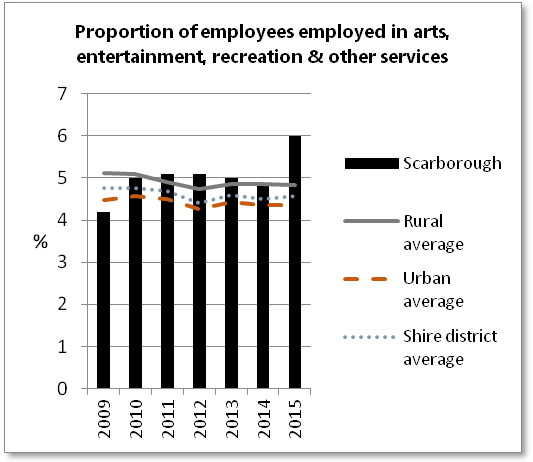 Proportion of employees employed in arts,
entertainment, recreation & other services
7
6
5
4
3
2
1
0
%
2009
2010
2011
2012
2013
2014
2015
Scarborough
Rural
average
Urban
average
Shire district
average